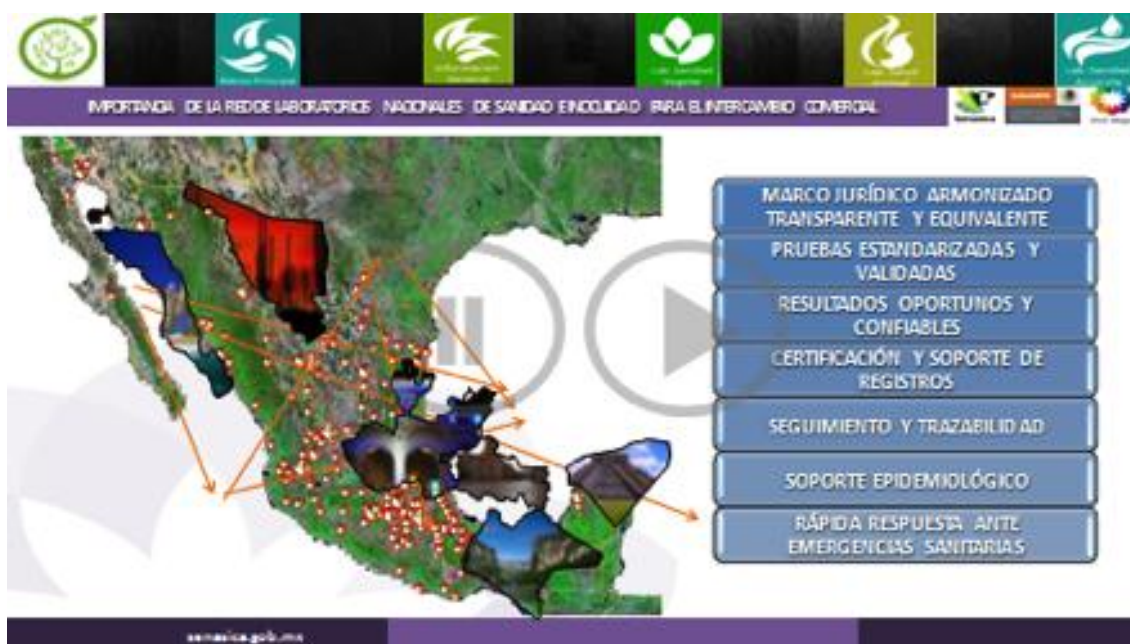 IMPORTANCIA DE LA RED DE LABORATORIOS NACIONALES DE SANIDAD E INOCUIDAD PARA EL INTERCAMBIO COMERCIAL
MARCO JURÍDICO ARMONIZADO
TRANSPARENTE Y EQUIVALENTE
PRUEBAS ESTANDARIZADAS Y
VALIDADAS
RESULTADOS OPORTUNOS Y
CONFIABLES
CERTIFICACIÓN Y SOPORTE DE
REGISTROS
SEGUIMIENTO Y TRAZABILIDAD
SOPORTE EPIDEMIOLÓGICO
RÁPIDA RESPUESTA ANTE
EMERGENCIAS SANITARIAS
senasica.gob.mx